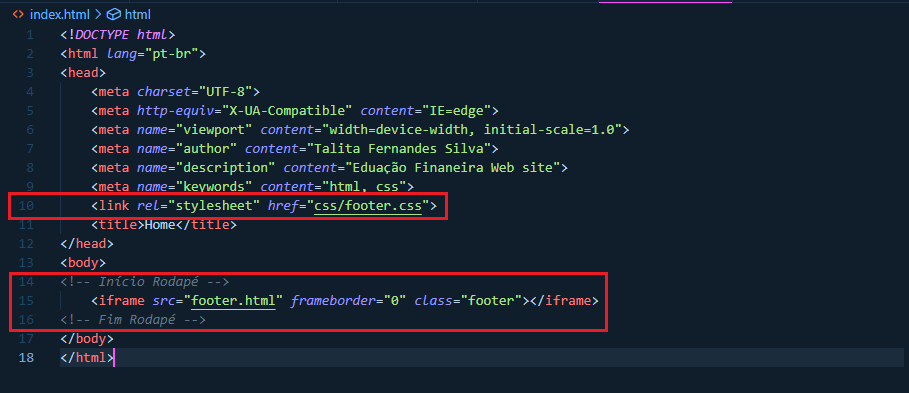 index.html > html
1 <!DOCTYPE html>
2 <html lang="pt-br">
3 <head>
4 <meta charset="UTF-8">
5 <meta http-equiv="X-UA-Compatible" content="IE=edge">
6 <meta name="viewport" content="width=device-width, initial-scale=1.0">
7 <meta name="author" content="Talita Fernandes Silva">
8 <meta name="description" content="Eduação Finaneira Web site">
9 <meta name="keywords" content="html, css">
10 <link rel="stylesheet" href="css/footer.css">
11 <title>Home</title>
12 </head>
13 <body>
14 <!-- Início Rodapé -->
15 <iframe src="footer.html" frameborder="0" class="footer"></iframe>
16 <!-- Fim Rodapé -->
17 </body>
18 </html>